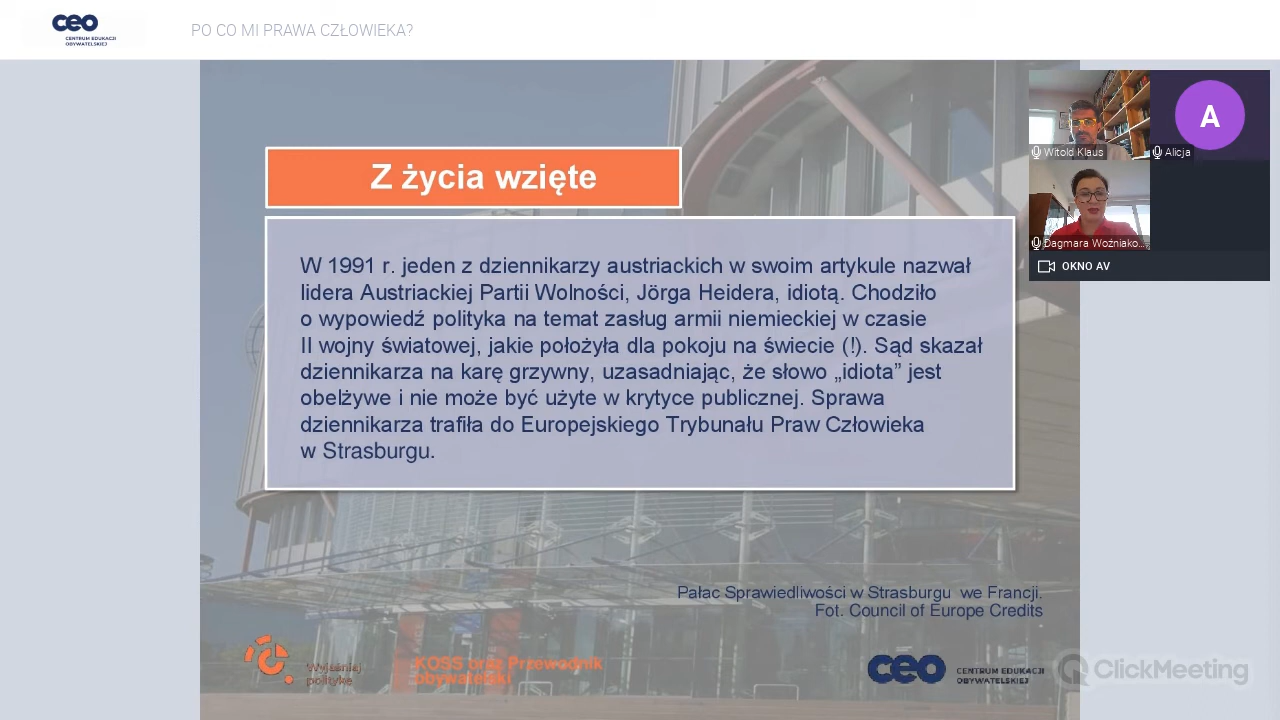 ceo
CENTRUM EDUKACJI
OBYWATELSKIEJ
PO CO MI PRAWA CZŁOWIEKA?
Z życia wzięte
W 1991 r. jeden z dziennikarzy austriackich w swoim artykule nazwał
lidera Austriackiej Partii Wolności, Jörga Heidera, idiotą. Chodziło
o wypowiedź polityka na temat zasług armii niemieckiej w czasie
II wojny światowej, jakie położyła dla pokoju na świecie (!). Sąd skazał
dziennikarza na karę grzywny, uzasadniając, że słowo „idiota” jest
obelżywe i nie może być użyte w krytyce publicznej. Sprawa
dziennikarza trafiła do Europejskiego Trybunału Praw Człowieka
w Strasburgu.
A
Witold Klaus
Alicja
Dagmara Woźniako...
OKNO AV
Pałac Sprawiedliwości w Strasburgu we Francji.
Fot. Council of Europe Credits
Wyjaśniej
politykę
KOSS oraz Przewodnik
obywatelski
ceo
CENTRUM EDUKACJI
OBYWATELSKIEJ
ClickMeeting